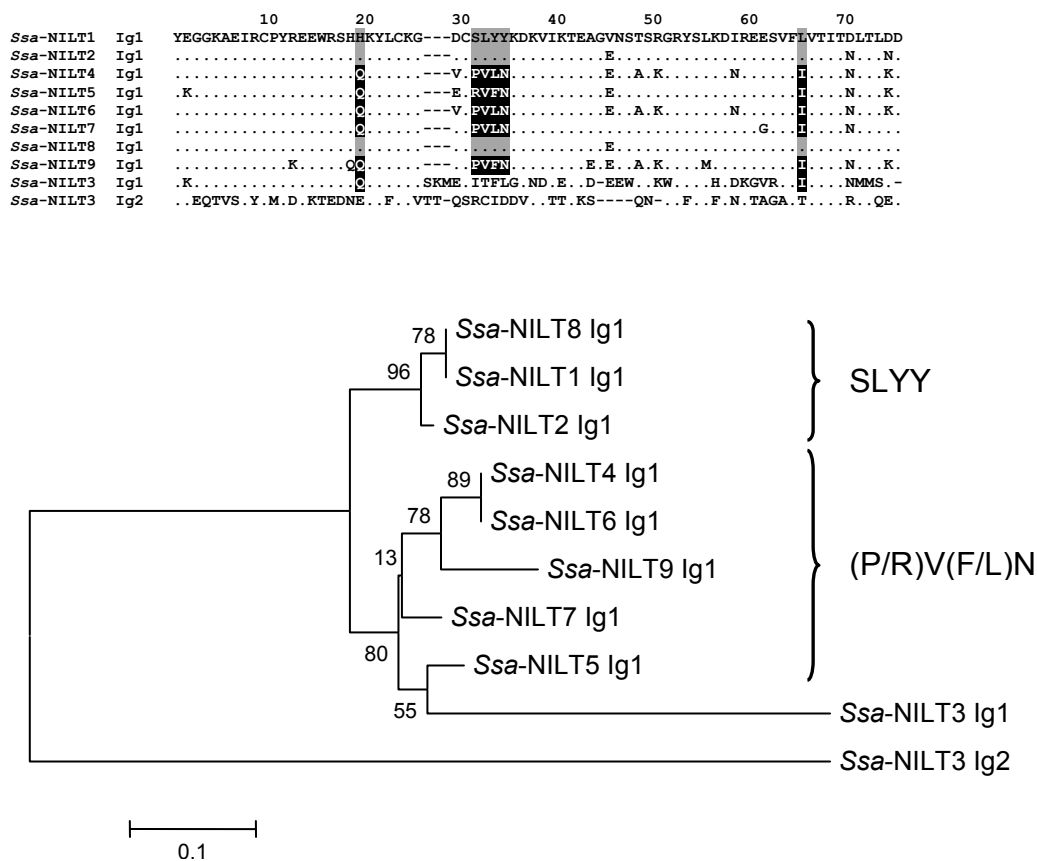 10 20 30 40 50 60 70
Ssa-NILT1 Ig1 YEGGKAEIRCPYREEWRSHHKYLCKG---DCSLYYKDKVIKTEAGVNSTSRGRYSLKDIREESVFLVTITDLTLDD
Ssa-NILT2 Ig1 ..........................---..................E........................N...N.
Ssa-NILT4 Ig1 ...................Q......---V.PVLN..........E..A.R.......N......I....N...K.
Ssa-NILT5 Ig1 .K.................Q......---E.RVFN..........E...................I....N...K.
Ssa-NILT6 Ig1 ...................Q......---V.PVLN..........E..A.R.......N......I....N...K.
Ssa-NILT7 Ig1 ...................Q......---..PVLN..........................G...I....N.....
Ssa-NILT8 Ig1 ..........................---................E..............................
Ssa-NILT9 Ig1 ............R.....QQ......---..PVFN........E.E..A.R....M.........I....N...K.
Ssa-NILT3 Ig1 .K.................Q......SKME.ITFLG.ND.E..D-EEW..KW....H.DKGVR..I....NMMS.-
Ssa-NILT3 Ig2 ..EQTVS.Y.M.D.KTEDNE..F..VTT-QSRCIDDV..TT.KS----QN-..F..F.N.TAGA.T....R..QE.
78
Ssa-NILT8 Ig1
96
Ssa-NILT1 Ig1
SLYY
Ssa-NILT2 Ig1
89
Ssa-NILT4 Ig1
78
Ssa-NILT6 Ig1
13
Ssa-NILT9 Ig1
(P/R)V(F/L)N
Ssa-NILT7 Ig1
80
Ssa-NILT5 Ig1
55
Ssa-NILT3 Ig1
Ssa-NILT3 Ig2
0.1